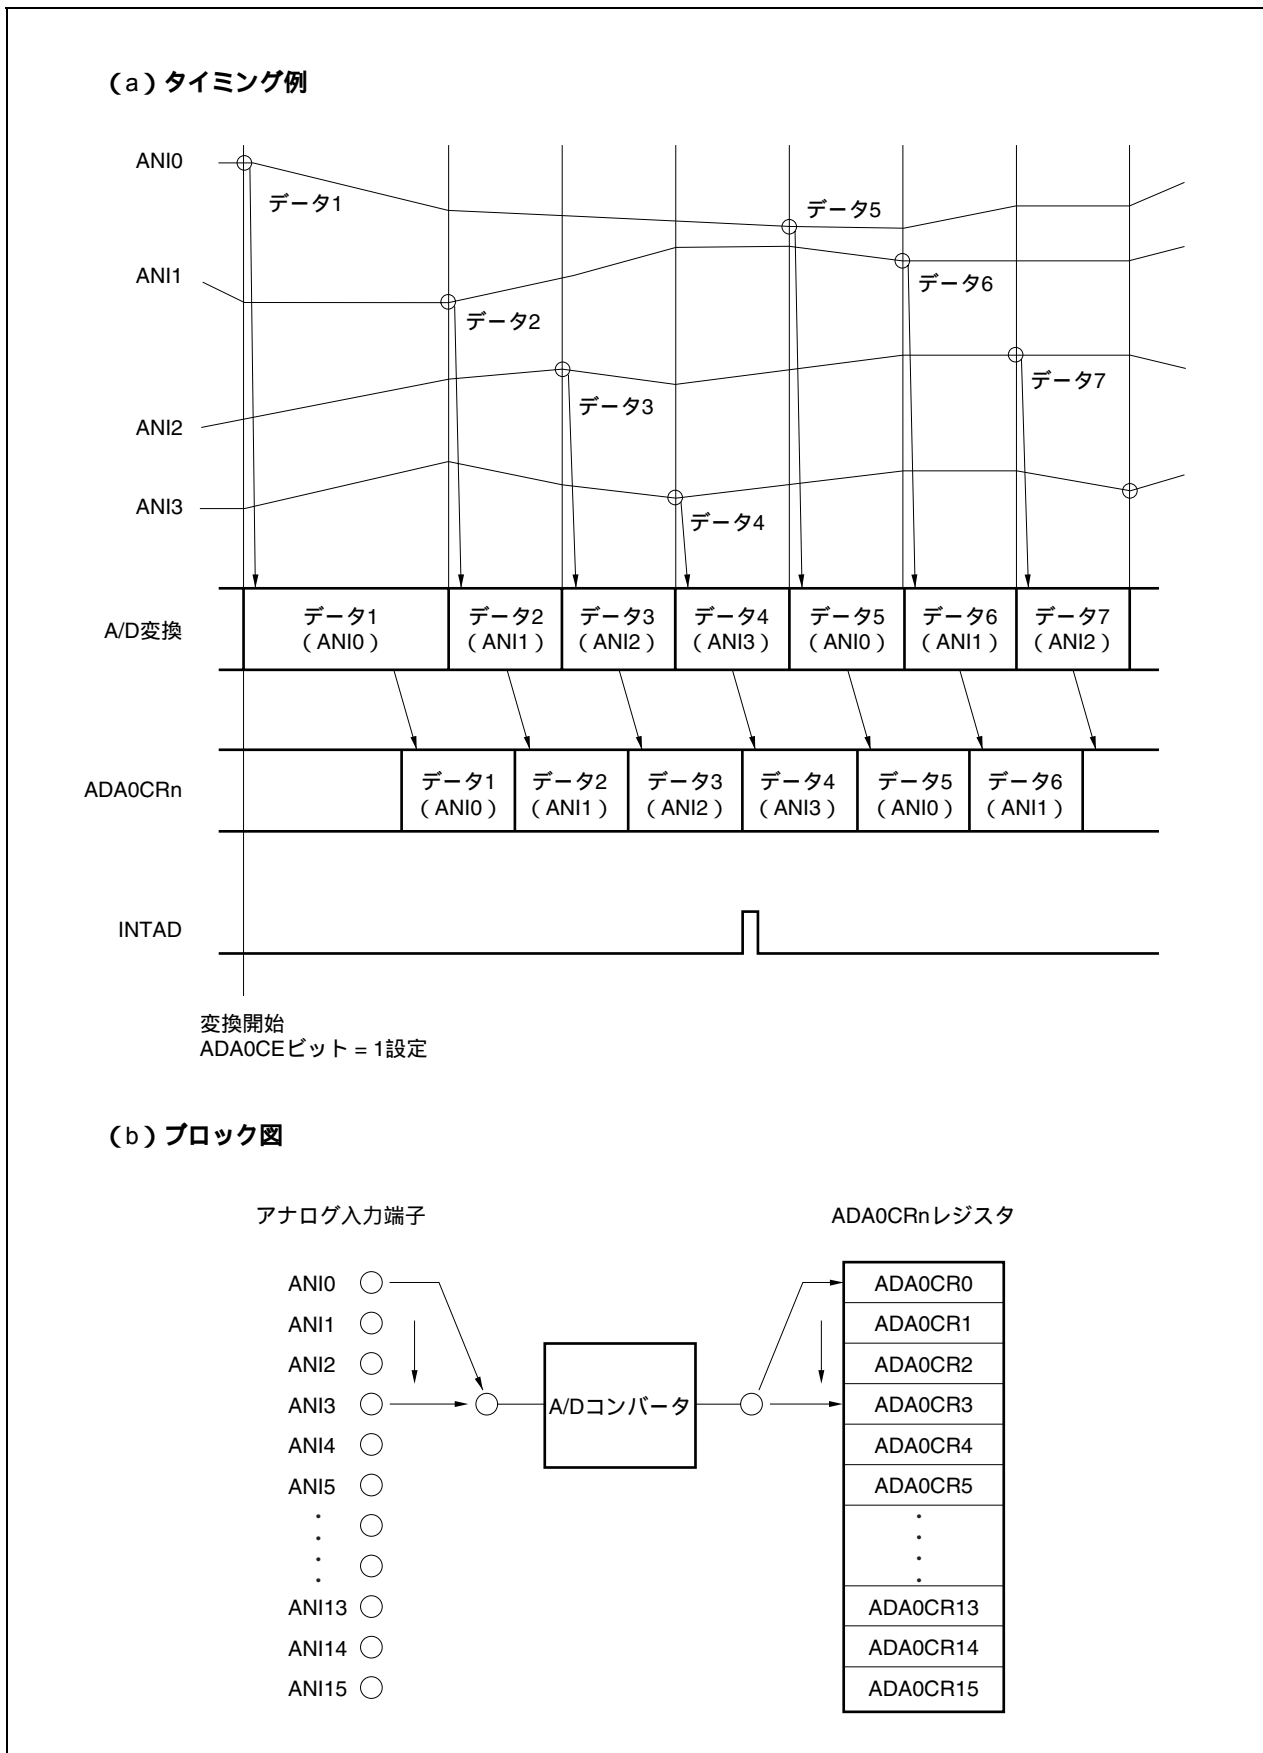 （a）タイミング例
ANI0
データ1
データ5
ANI1
データ6
データ2
データ7
データ3
ANI2
ANI3
データ4
A/D変換
データ1
（ANI0）
データ2
（ANI1）
データ3
（ANI2）
データ4
（ANI3）
データ5
（ANI0）
データ6
（ANI1）
データ7
（ANI2）
ADA0CRn
データ1
（ANI0）
データ2
（ANI1）
データ3
（ANI2）
データ4
（ANI3）
データ5
（ANI0）
データ6
（ANI1）
INTAD
変換開始
ADA0CEビット = 1設定
（b）ブロック図
アナログ入力端子
ADA0CRnレジスタ
ANI0
ANI1
ANI2
ANI3
ANI4
ANI5
ANI13
ANI14
ANI15
A/Dコンバータ
ADA0CR0
ADA0CR1
ADA0CR2
ADA0CR3
ADA0CR4
ADA0CR5
ADA0CR13
ADA0CR14
ADA0CR15